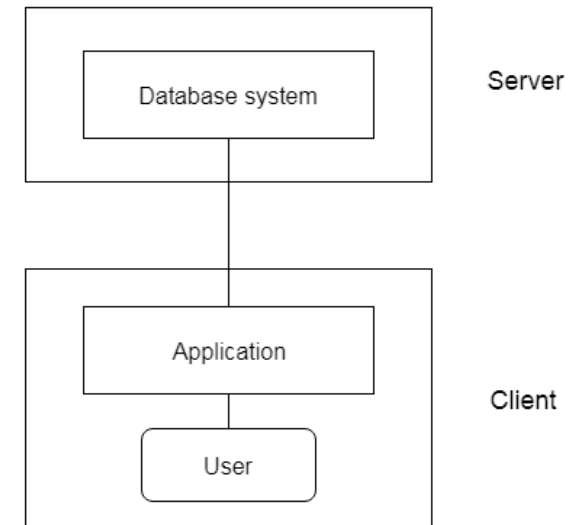 Database system
Server
Application
Client
User